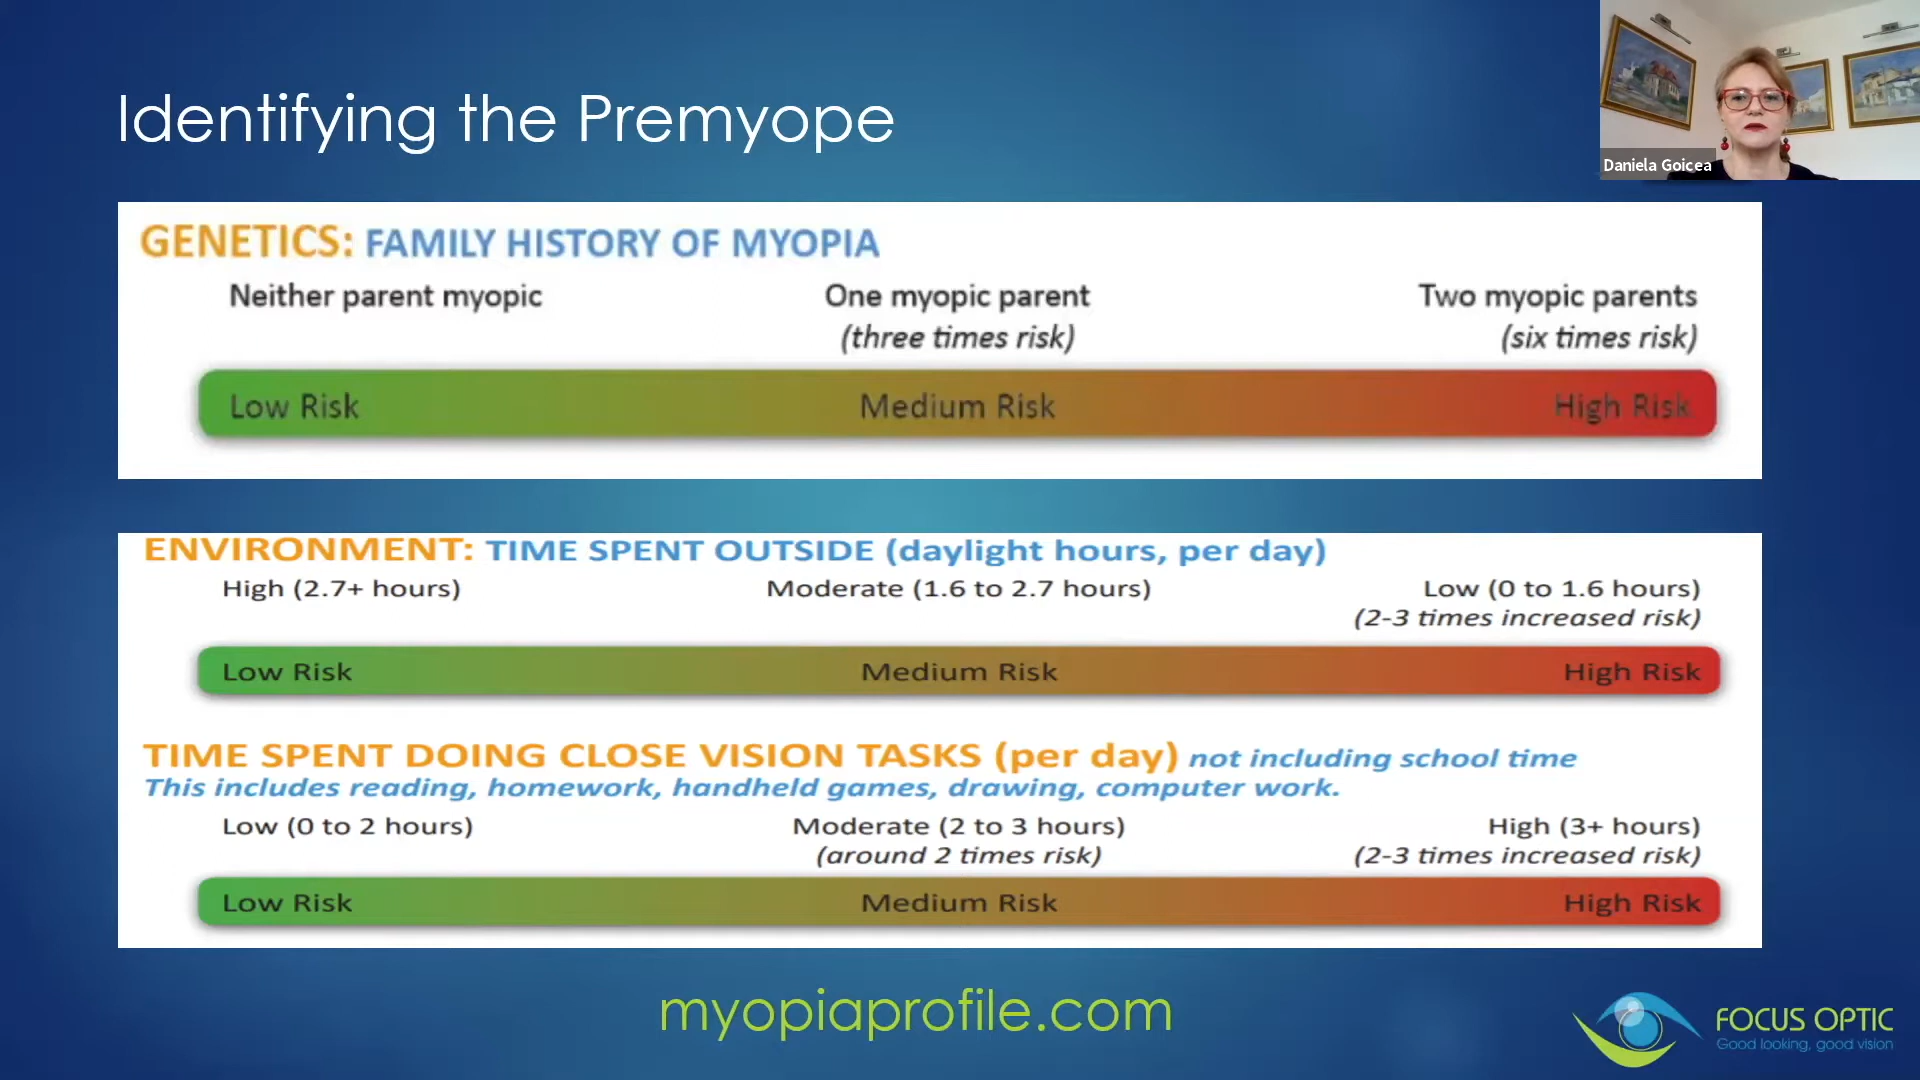 Identifying the Premyope
Daniela Goicea
GENETICS: FAMILY HISTORY OF MYOPIA
Neither parent myopic One myopic parent Two myopic parents
(three times risk) (six times risk)
Low Risk Medium Risk High Risk
ENVIRONMENT: TIME SPENT OUTSIDE (daylight hours, per day)
High (2.7+ hours) Moderate (1.6 to 2.7 hours) Low (0 to 1.6 hours)
(2-3 times increased risk)
Low Risk Medium Risk High Risk
TIME SPENT DOING CLOSE VISION TASKS (per day) not including school time
This includes reading, homework, handheld games, drawing, computer work.
Low (0 to 2 hours) Moderate (2 to 3 hours) High (3+ hours)
(around 2 times risk) (2-3 times increased risk)
Low Risk Medium Risk High Risk
myopiaprofile.com
FOCUS OPTIC
Good looking, good vision